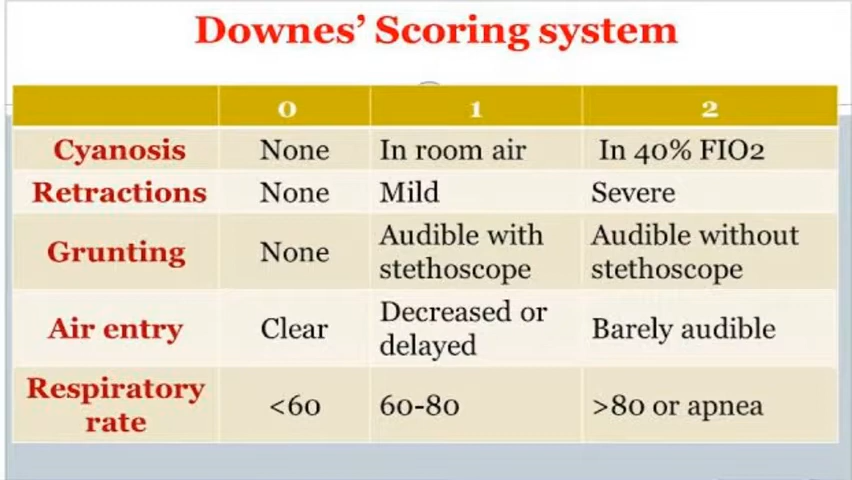 Downes' Scoring system
0 1 2
Cyanosis None In room air In 40% FIO2
Retractions None Mild Severe
Grunting None Audible with stethoscope Audible without stethoscope
Air entry Clear Decreased or delayed Barely audible
Respiratory rate <60 60-80 >80 or apnea